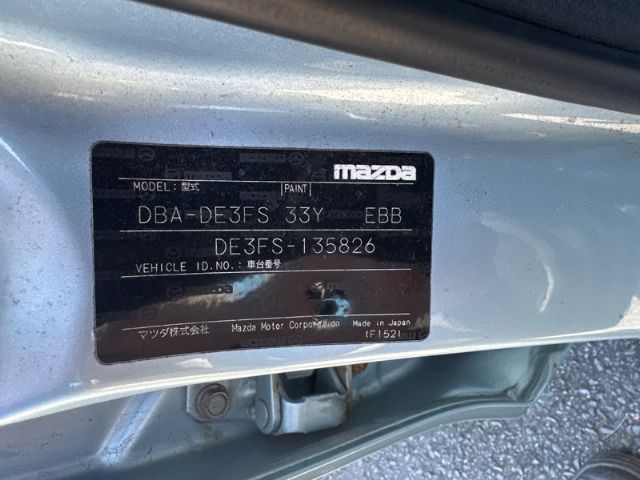 mazda
MODEL: 型式 PAINT
DBA-DE3FS 33Y EBB
DE3FS-135826
VEHICLE ID.NO.: 車台番号
マツダ株式会社 Mazda Motor Corporation Made in Japan
(F152)